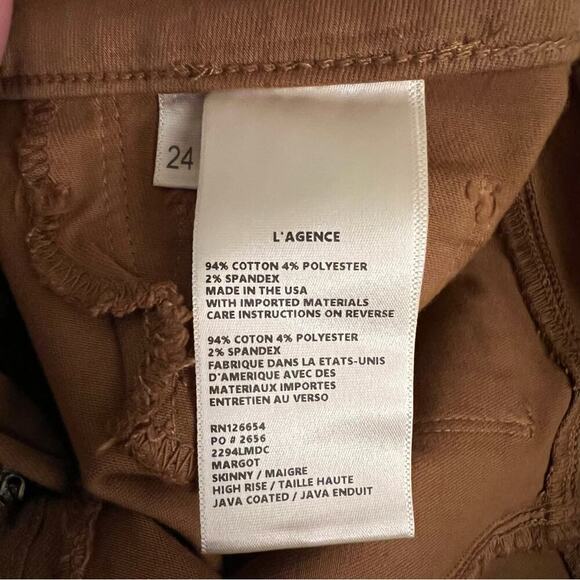 24
L'AGENCE
94% COTTON 4% POLYESTER
2% SPANDEX
MADE IN THE USA
WITH IMPORTED MATERIALS
CARE INSTRUCTIONS ON REVERSE
94% COTON 4% POLYESTER
2% SPANDEX
FABRIQUE DANS LA ETATS-UNIS
D'AMERIQUE AVEC DES
MATERIAUX IMPORTES
ENTRETIEN AU VERSO
RN126654
PO # 2656
2294LMDC
MARGOT
SKINNY / MAIGRE
HIGH RISE / TAILLE HAUTE
JAVA COATED / JAVA ENDUIT